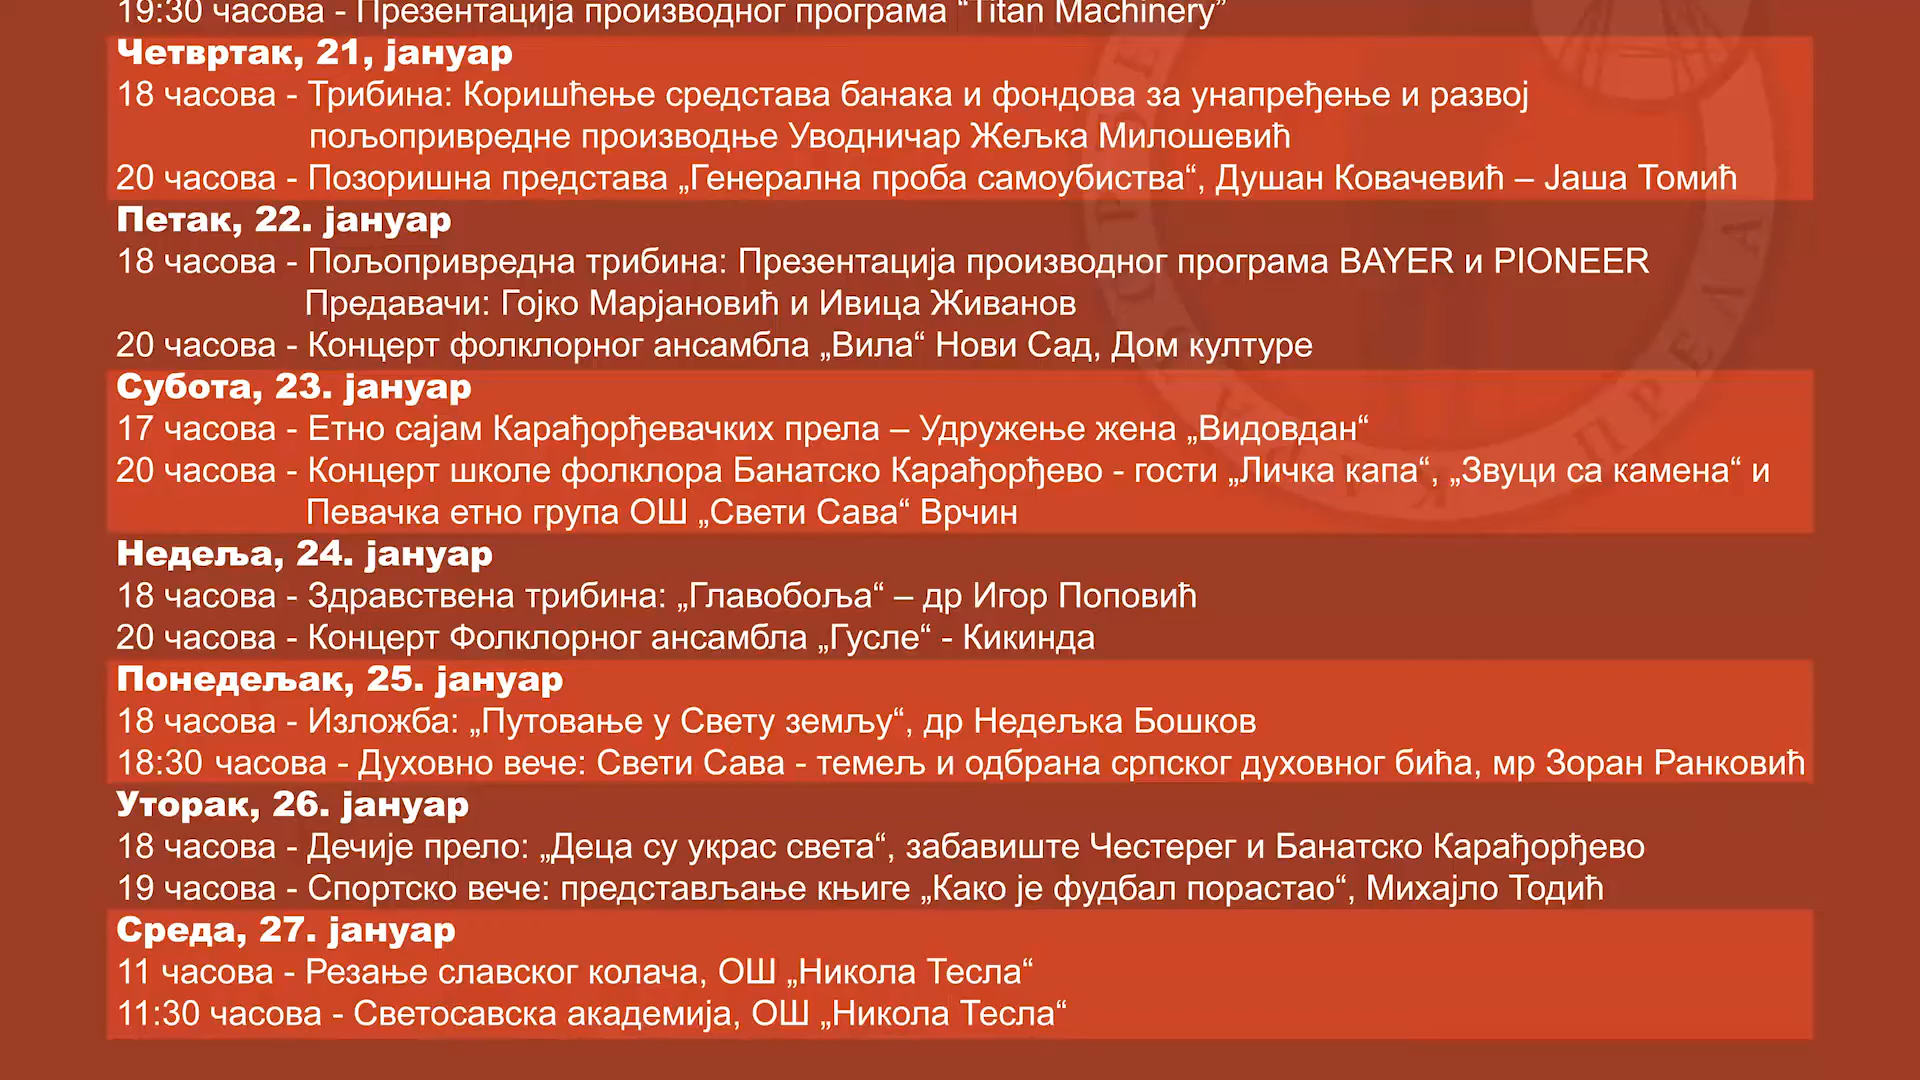 19:30 часова - Презентација производног програма “Titan Machinery”
Четвртак, 21, јануар
18 часова - Трибина: Коришћење средстава банака и фондова за унапређење и развој
пољопривредне производње Уводничар Жељка Милошевић
20 часова - Позоришна представа „Генерална проба самоубиства“, Душан Ковачевић – Јаша Томић
Петак, 22. јануар
18 часова - Пољопривредна трибина: Презентација производног програма BAYER и PIONEER
Предавачи: Гојко Марјановић и Ивица Живанов
20 часова - Концерт фолклорног ансамбла „Вила“ Нови Сад, Дом културе
Субота, 23. јануар
17 часова - Етно сајам Карађорђевачких прела – Удружење жена „Видовдан“
20 часова - Концерт школе фолклора Банатско Карађорђево - гости „Личка капа“, „Звуци са камена“ и
Певачка етно група ОШ „Свети Сава“ Врчин
Недеља, 24. јануар
18 часова - Здравствена трибина: „Главобоља“ – др Игор Поповић
20 часова - Концерт Фолклорног ансамбла „Гусле“ - Кикинда
Понедељак, 25. јануар
18 часова - Изложба: „Путовање у Свету земљу“, др Недељка Бошков
18:30 часова - Духовно вече: Свети Сава - темељ и одбрана српског духовног бића, мр Зоран Ранковић
Уторак, 26. јануар
18 часова - Дечије прело: „Деца су украс света“, забавиште Честерег и Банатско Карађорђево
19 часова - Спортско вече: представљање књиге „Како је фудбал порастао“, Михајло Тодић
Среда, 27. јануар
11 часова - Резање славског колача, ОШ „Никола Тесла“
11:30 часова - Светосавска академија, ОШ „Никола Тесла“